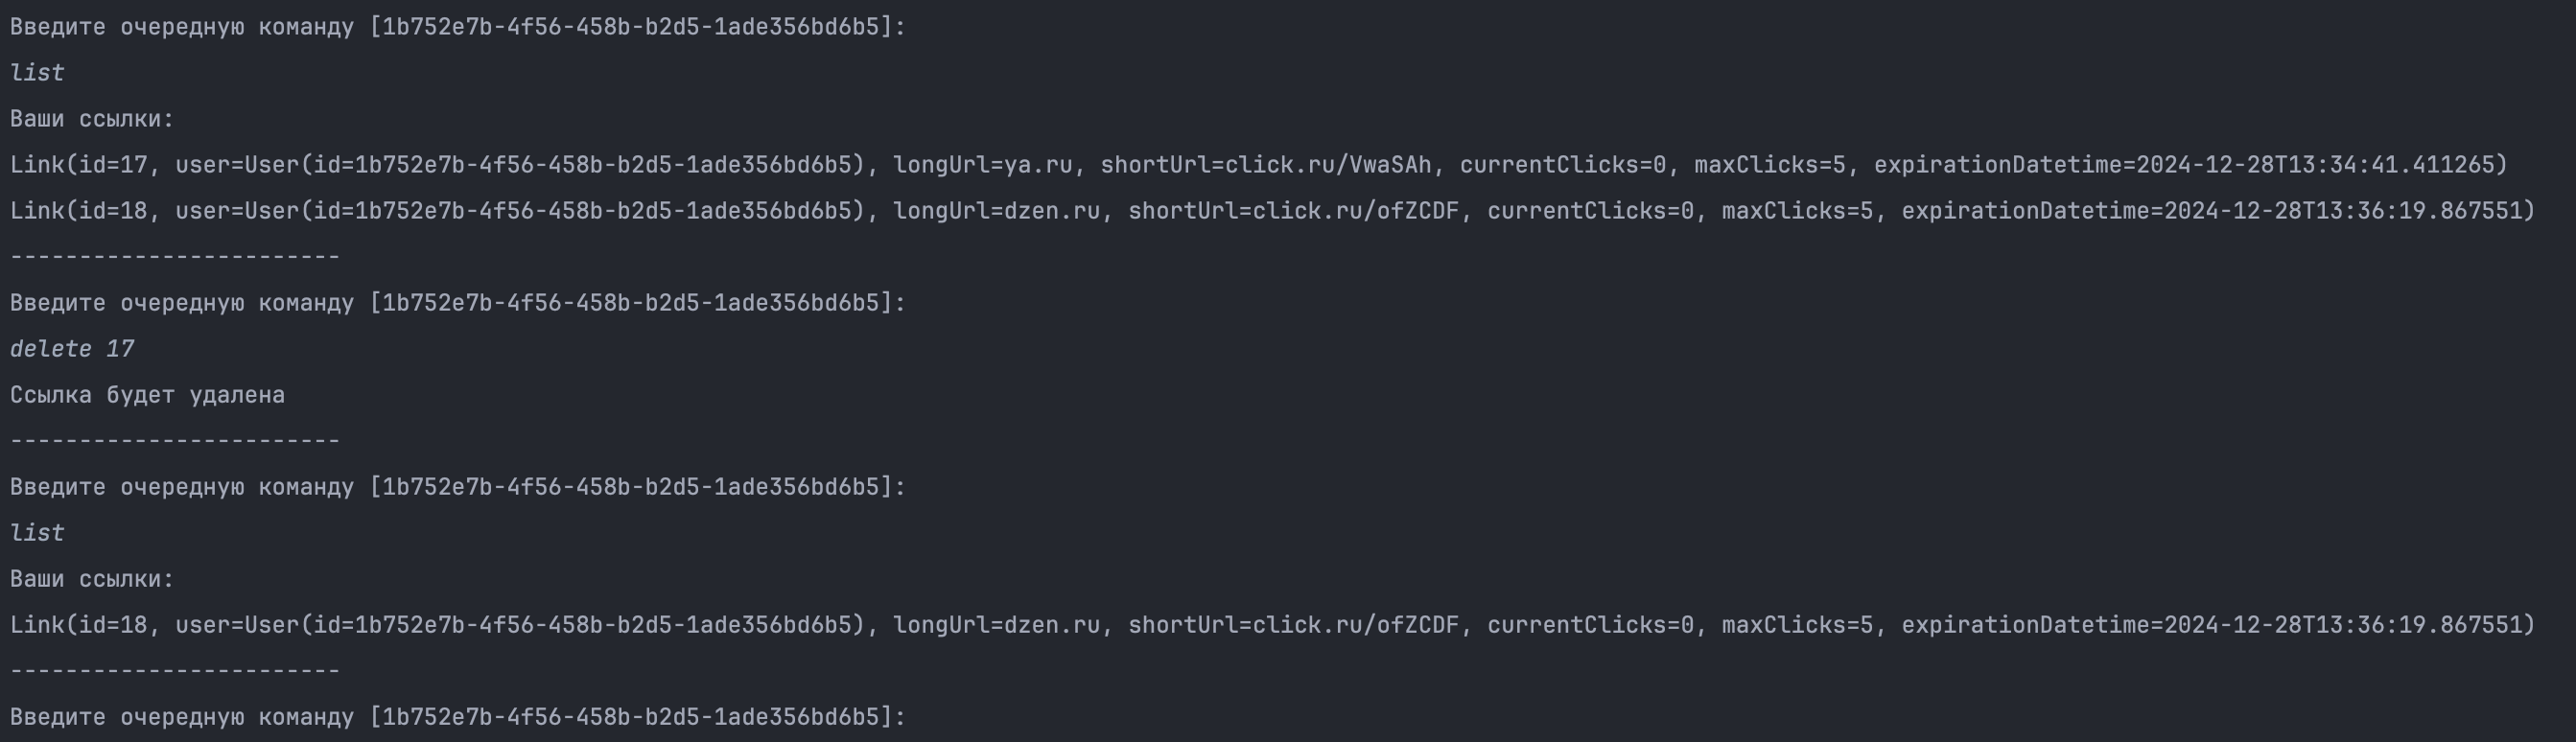 Введите очередную команду [1b752e7b-4f56-458b-b2d5-1ade356bd6b5]:
list
Ваши ссылки:
Link(id=17, user=User(id=1b752e7b-4f56-458b-b2d5-1ade356bd6b5), longUrl=ya.ru, shortUrl=click.ru/VwaSAh, currentClicks=0, maxClicks=5, expirationDatetime=2024-12-28T13:34:41.411265)
Link(id=18, user=User(id=1b752e7b-4f56-458b-b2d5-1ade356bd6b5), longUrl=dzen.ru, shortUrl=click.ru/ofZCDF, currentClicks=0, maxClicks=5, expirationDatetime=2024-12-28T13:36:19.867551)
------------------------
Введите очередную команду [1b752e7b-4f56-458b-b2d5-1ade356bd6b5]:
delete 17
Ссылка будет удалена
------------------------
Введите очередную команду [1b752e7b-4f56-458b-b2d5-1ade356bd6b5]:
list
Ваши ссылки:
Link(id=18, user=User(id=1b752e7b-4f56-458b-b2d5-1ade356bd6b5), longUrl=dzen.ru, shortUrl=click.ru/ofZCDF, currentClicks=0, maxClicks=5, expirationDatetime=2024-12-28T13:36:19.867551)
------------------------
Введите очередную команду [1b752e7b-4f56-458b-b2d5-1ade356bd6b5]: